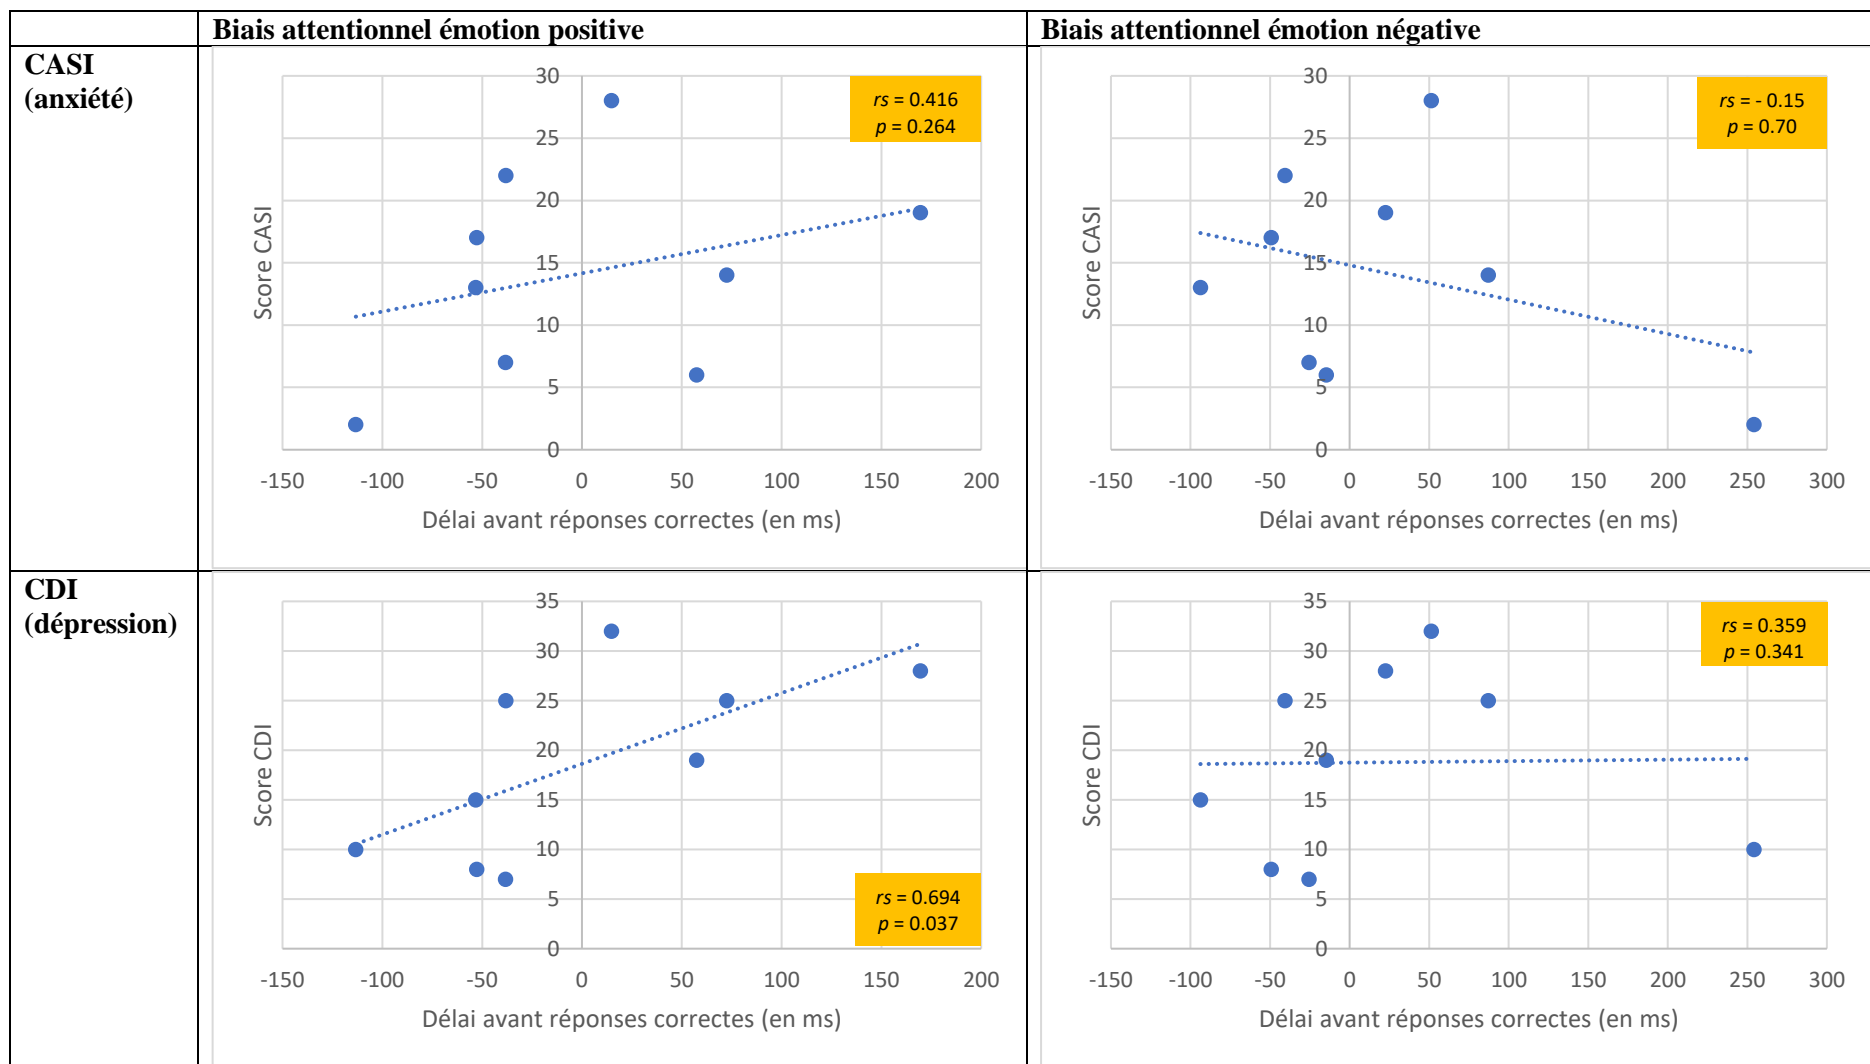 Biais attentionnel émotion positive
Biais attentionnel émotion négative
CASI
(anxiété)
30
25
20
15
10
5
0
-150 -100 -50 0 50 100 150 200
Score CASI
Délai avant réponses correctes (en ms)
rs = 0.416
p = 0.264
30
25
20
15
10
5
0
-150 -100 -50 0 50 100 150 200 250 300
Score CASI
Délai avant réponses correctes (en ms)
rs = - 0.15
p = 0.70
CDI
(dépression)
35
30
25
20
15
10
5
0
-150 -100 -50 0 50 100 150 200
Score CDI
Délai avant réponses correctes (en ms)
rs = 0.694
p = 0.037
35
30
25
20
15
10
5
0
-150 -100 -50 0 50 100 150 200 250 300
Score CDI
Délai avant réponses correctes (en ms)
rs = 0.359
p = 0.341